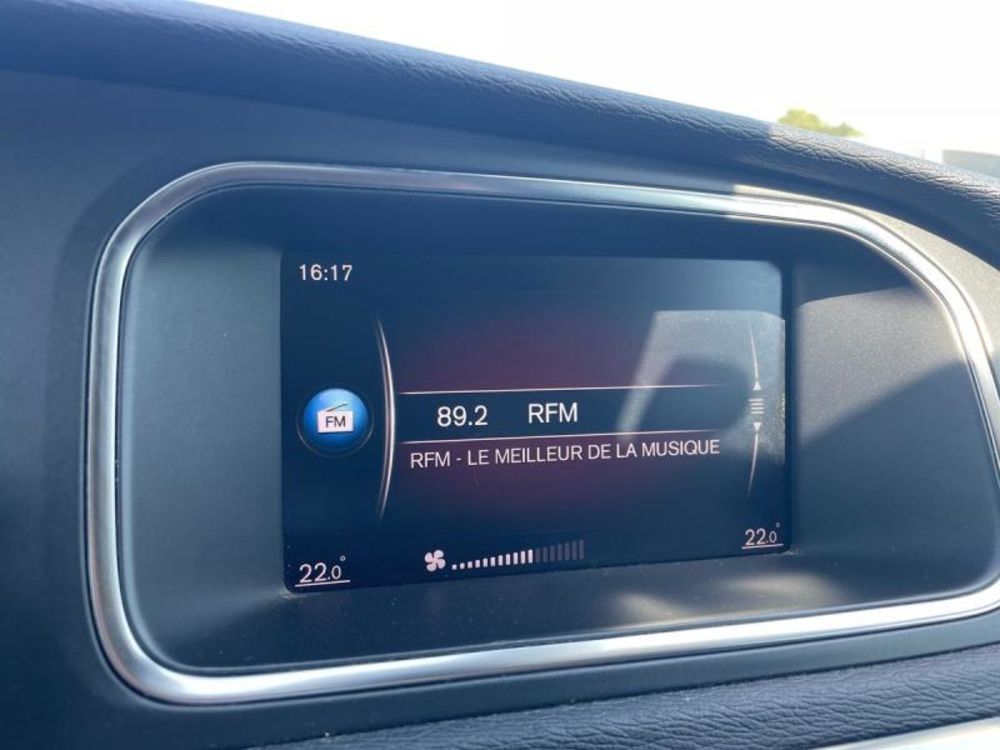 16:17
FM
89.2 RFM
RFM - LE MEILLEUR DE LA MUSIQUE
22.0°
22.0°